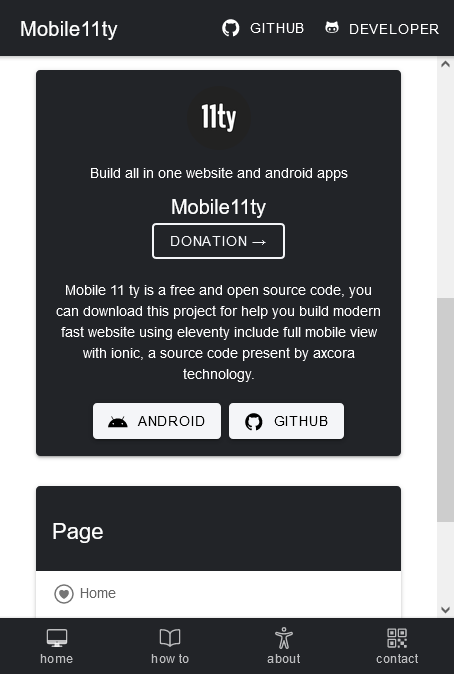 Mobile11ty
GITHUB
DEVELOPER
11ty
Build all in one website and android apps
Mobile11ty
DONATION →
Mobile 11 ty is a free and open source code, you
can download this project for help you build modern
fast website using eleventy include full mobile view
with ionic, a source code present by axcora
technology.
ANDROID
GITHUB
Page
Home
home
how to
about
contact